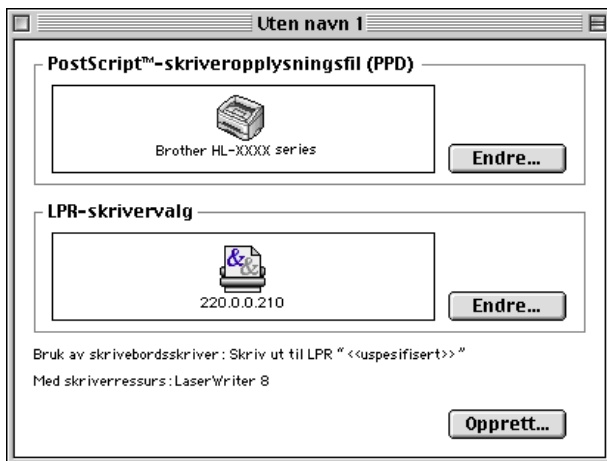 Uten navn 1
PostScript™-skriveropplysningsfil (PPD)
Brother HL-XXXX series
Endre...
LPR-skrivervalg
220.0.0.210
Endre...
Bruk av skrivebordsskriver: Skriv ut til LPR “ <<uspesifisert>> ”
Med skriverressurs: LaserWriter 8
Opprett...